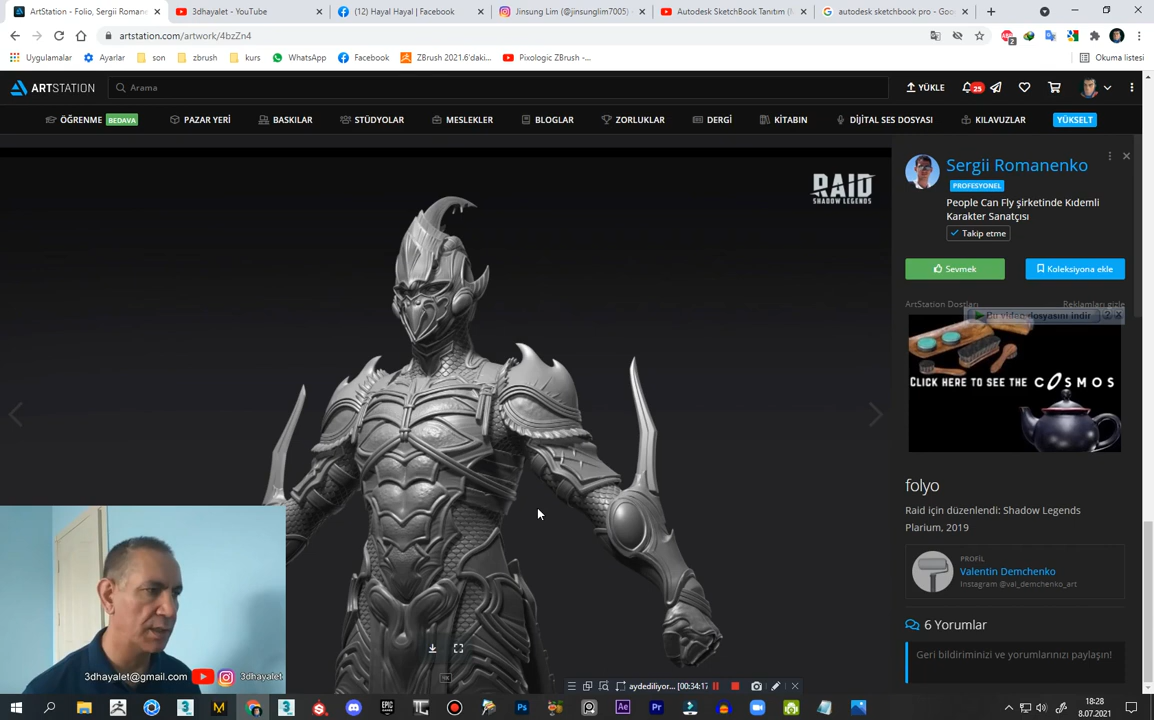 ArtStation - Folio, Sergii Romane
3dhayalet - YouTube
(12) Hayal Hayal | Facebook
Jinsung Lim (@jinsunglim7005)
Autodesk SketchBook Tanıtım (
autodesk sketchbook pro - Goo
artstation.com/artwork/4bzZn4
2
Uygulamalar
Ayarlar
son
zbrush
kurs
WhatsApp
Facebook
ZBrush 2021.6'daki...
Pixologic ZBrush -...
Okuma listesi
ARTSTATION
Arama
YÜKLE
25
ÖĞRENME BEDAVA
PAZAR YERİ
BASKILAR
STÜDYOLAR
MESLEKLER
BLOGLAR
ZORLUKLAR
DERGİ
KİTABIN
DİJİTAL SES DOSYASI
KILAVUZLAR
YÜKSELT
RAID
SHADOW LEGENDS
Sergii Romanenko
PROFESYONEL
People Can Fly şirketinde Kıdemli
Karakter Sanatçısı
Takip etme
Sevmek
Koleksiyona ekle
ArtStation Dostları
Reklamları gizle
Bu video dosyasını indir
? X
CLICK HERE TO SEE THE COSMOS
folyo
Raid için düzenlendi: Shadow Legends
Plarium, 2019
PROFİL
Valentin Demchenko
Instagram @val_demchenko_art
6 Yorumlar
Geri bildiriminizi ve yorumlarınızı paylaşın!
4K
3dhayalet@gmail.com
3dhayalet
aydediliyor... 00:34:17
Ps
Ae
Pr
EPIC
18:28
8.07.2021